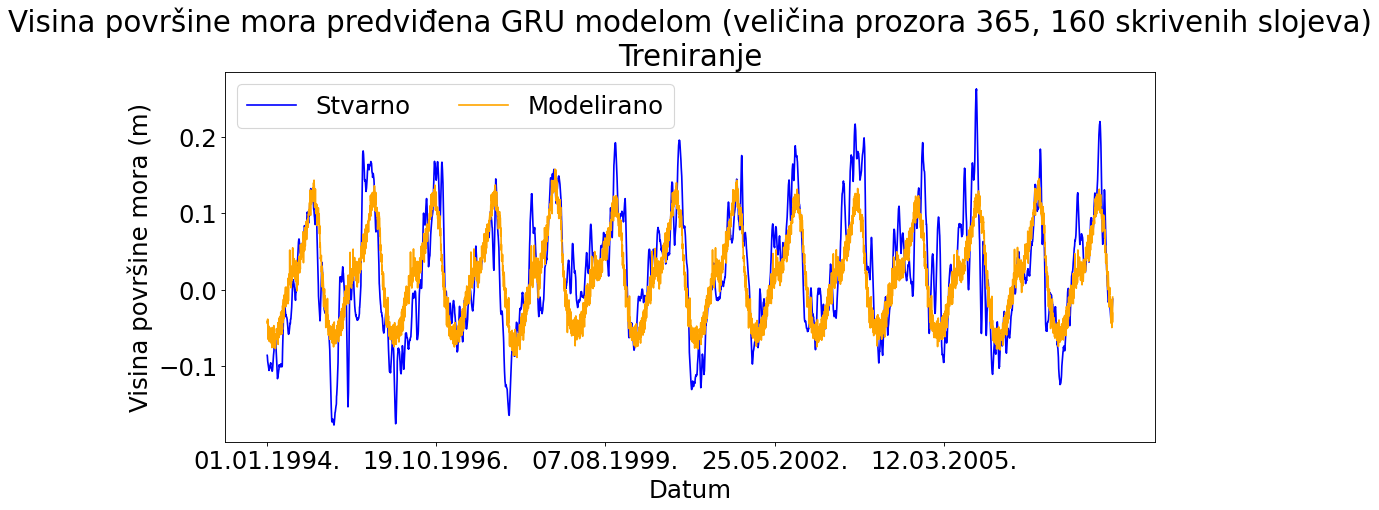 Visina površine mora predviđena GRU modelom (veličina prozora 365, 160 skrivenih slojeva)
Treniranje
Stvarno
Modelirano
Visina površine mora (m)
0.2
0.1
0.0
−0.1
01.01.1994.
19.10.1996.
07.08.1999.
25.05.2002.
12.03.2005.
Datum